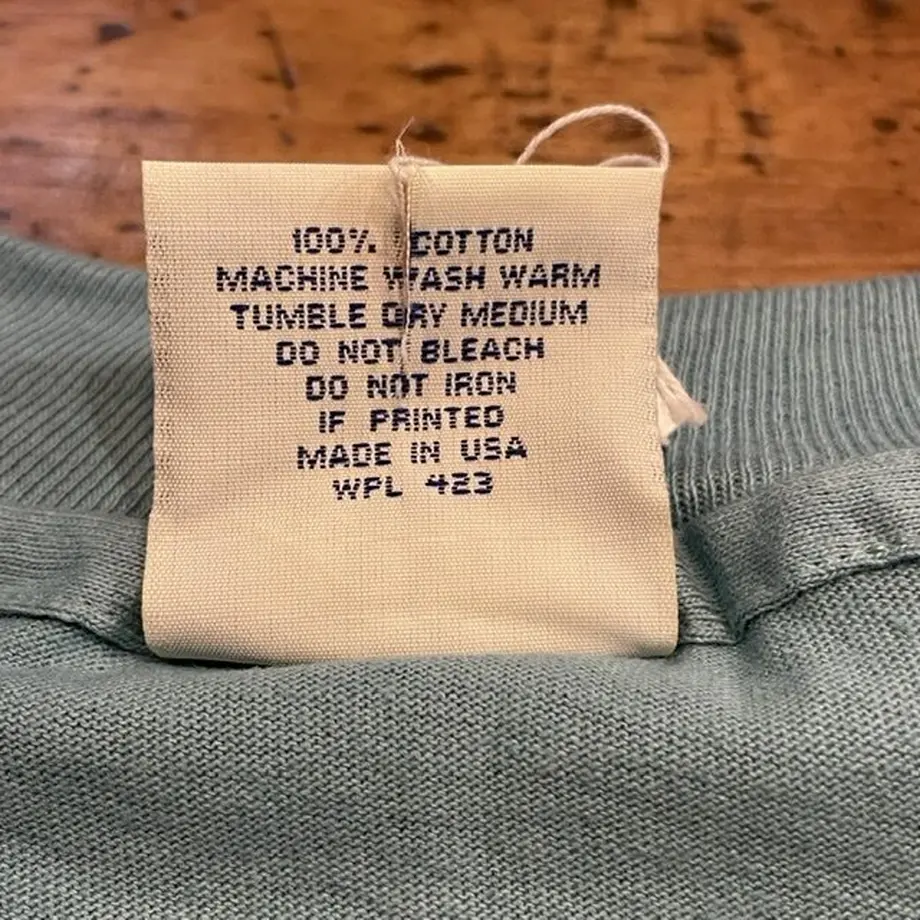 100% COTTON
MACHINE WASH WARM
TUMBLE DRY MEDIUM
DO NOT BLEACH
DO NOT IRON
IF PRINTED
MADE IN USA
WPL 423